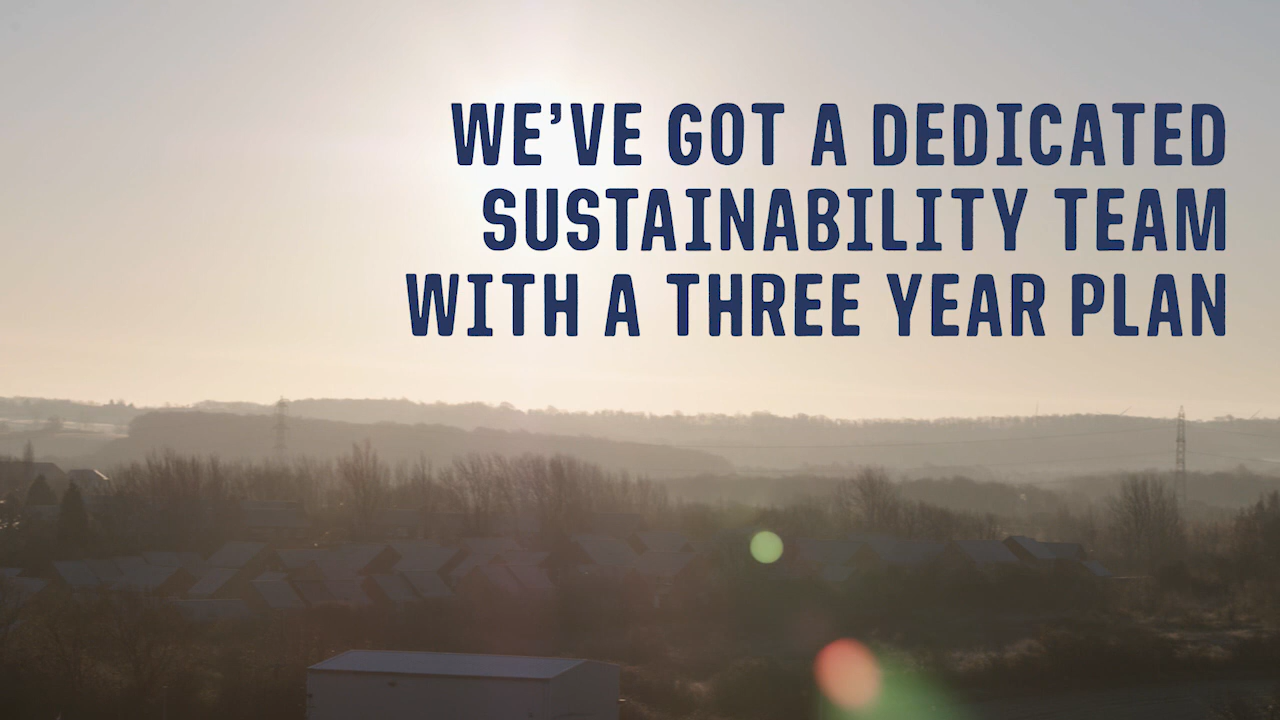 WE’VE GOT A DEDICATED
SUSTAINABILITY TEAM
WITH A THREE YEAR PLAN